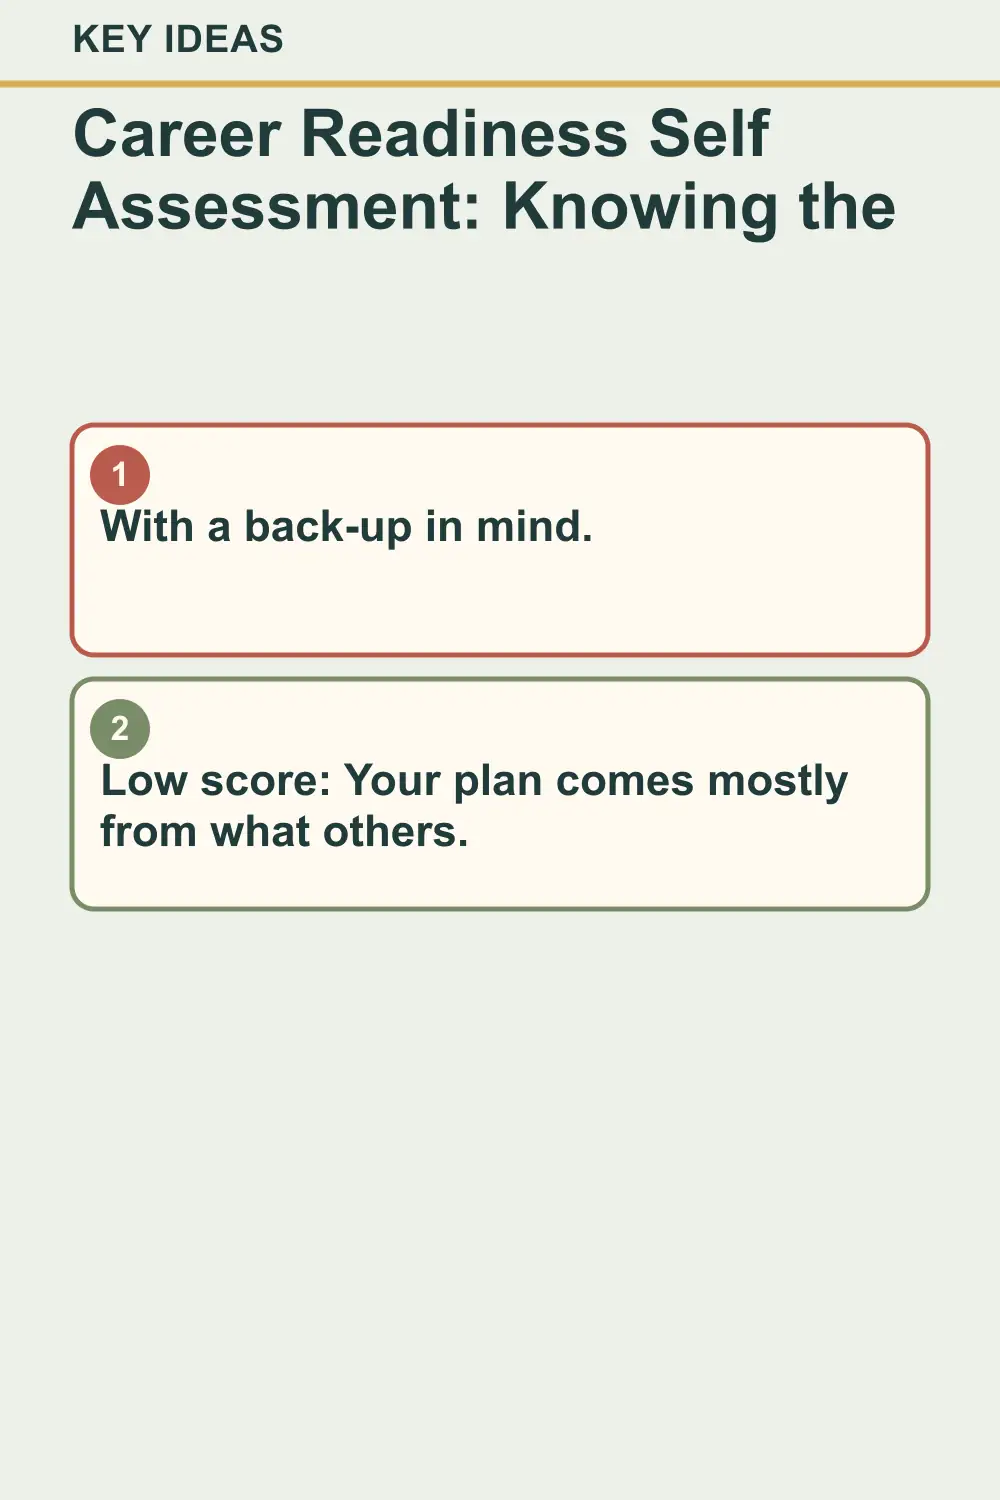 KEY IDEAS
Career Readiness Self
Assessment: Knowing the
1
With a back-up in mind.
2
Low score: Your plan comes mostly
from what others.